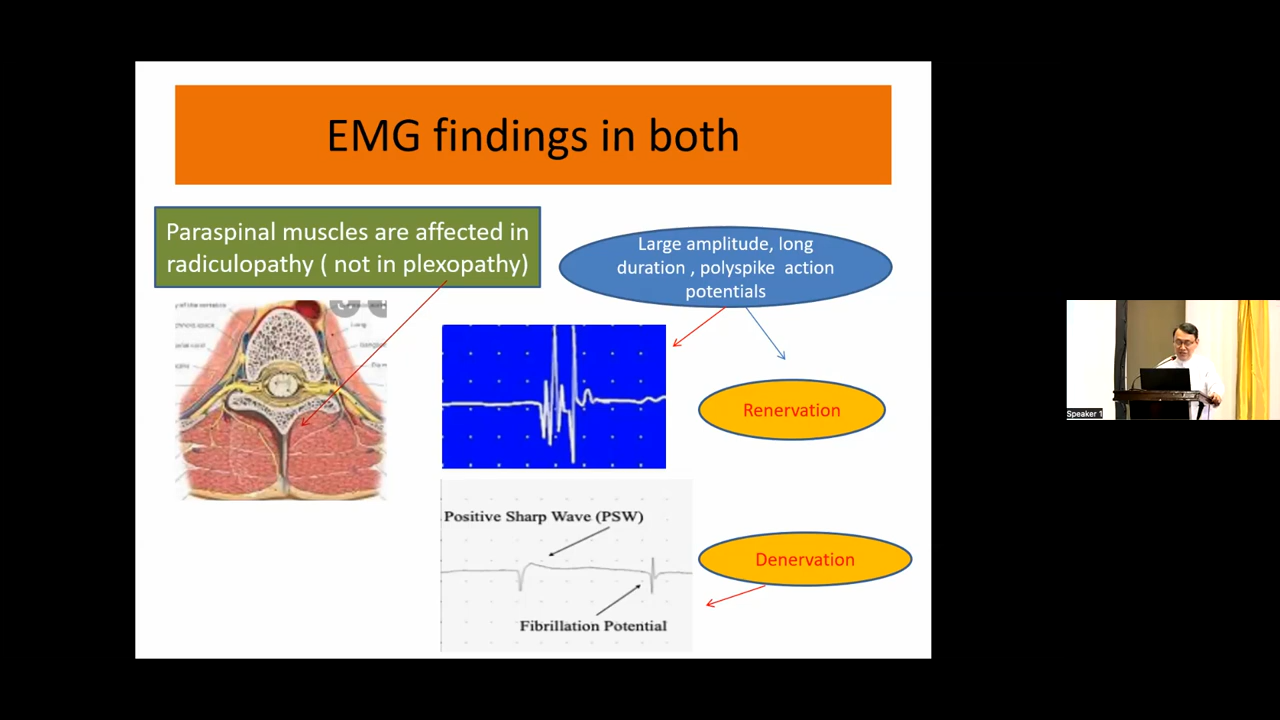 EMG findings in both
Paraspinal muscles are affected in
radiculopathy ( not in plexopathy)
Large amplitude, long
duration , polyspike action
potentials
Renervation
Positive Sharp Wave (PSW)
Fibrillation Potential
Denervation
Speaker 1